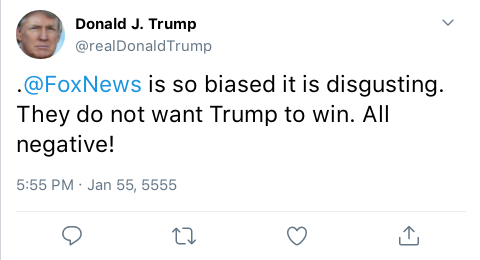 Donald J. Trump
@realDonaldTrump
.@FoxNews is so biased it is disgusting.
They do not want Trump to win. All
negative!
5:55 PM · Jan 55, 5555